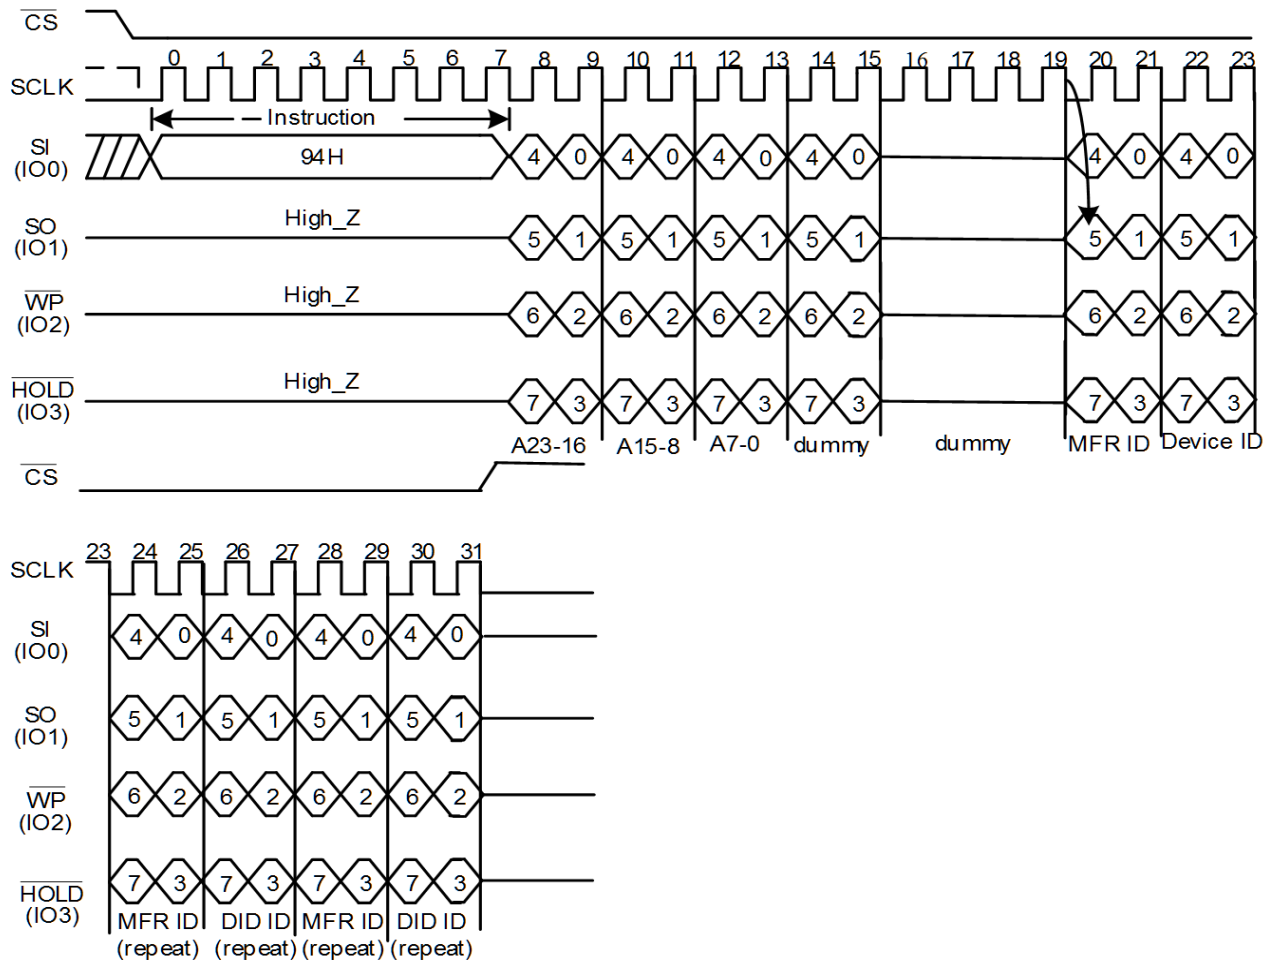 CS
0 1 2 3 4 5 6 7 8 9 10 11 12 13 14 15 16 17 18 19 20 21 22 23
SCLK
Instruction
SI
(IO0)
94H
4 0 4 0 4 0 4 0 4 0 4 0
SO
(IO1)
High_Z
5 1 5 1 5 1 5 1 5 1 5 1
WP
(IO2)
High_Z
6 2 6 2 6 2 6 2 6 2 6 2
HOLD
(IO3)
High_Z
7 3 7 3 7 3 7 3 7 3 7 3
A23-16 A15-8 A7-0 dummy dummy MFR ID Device ID
CS
23 24 25 26 27 28 29 30 31
SCLK
SI
(IO0)
4 0 4 0 4 0 4 0
SO
(IO1)
5 1 5 1 5 1 5 1
WP
(IO2)
6 2 6 2 6 2 6 2
HOLD
(IO3)
7 3 7 3 7 3 7 3
MFR ID DID ID MFR ID DID ID
(repeat) (repeat) (repeat) (repeat)